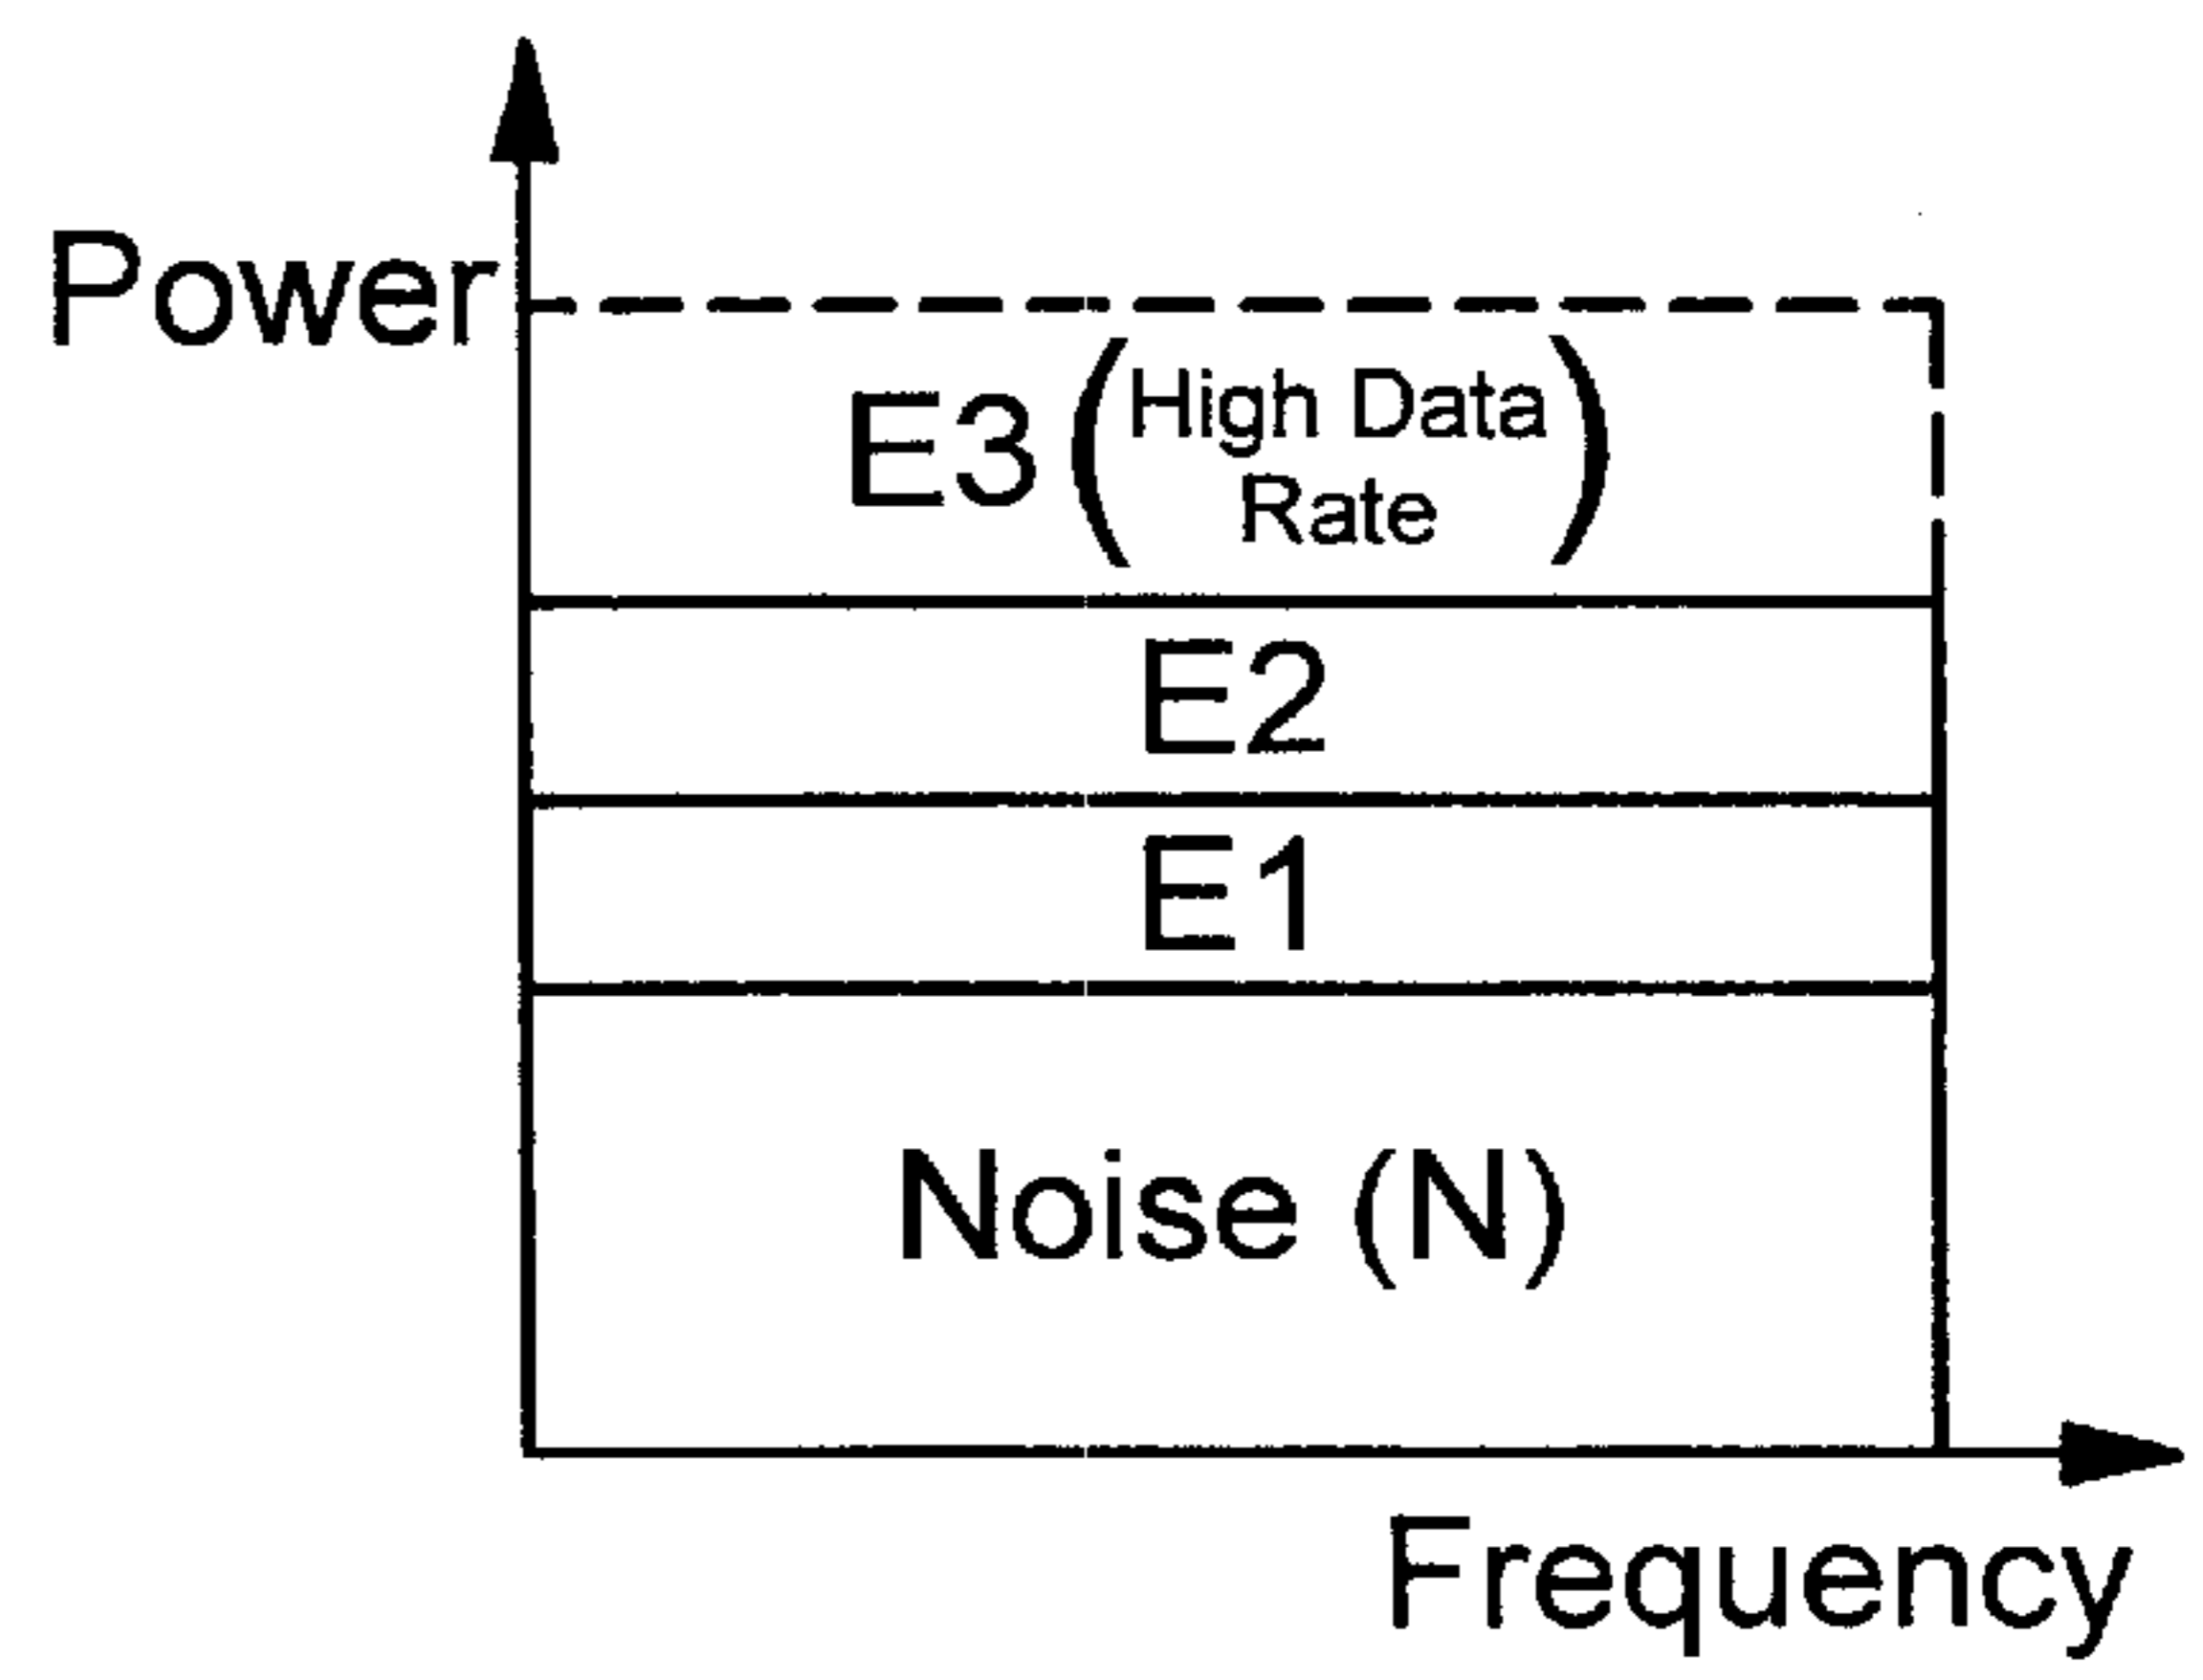 Power
E3 (High Data
Rate)
E2
E1
Noise (N)
Frequency